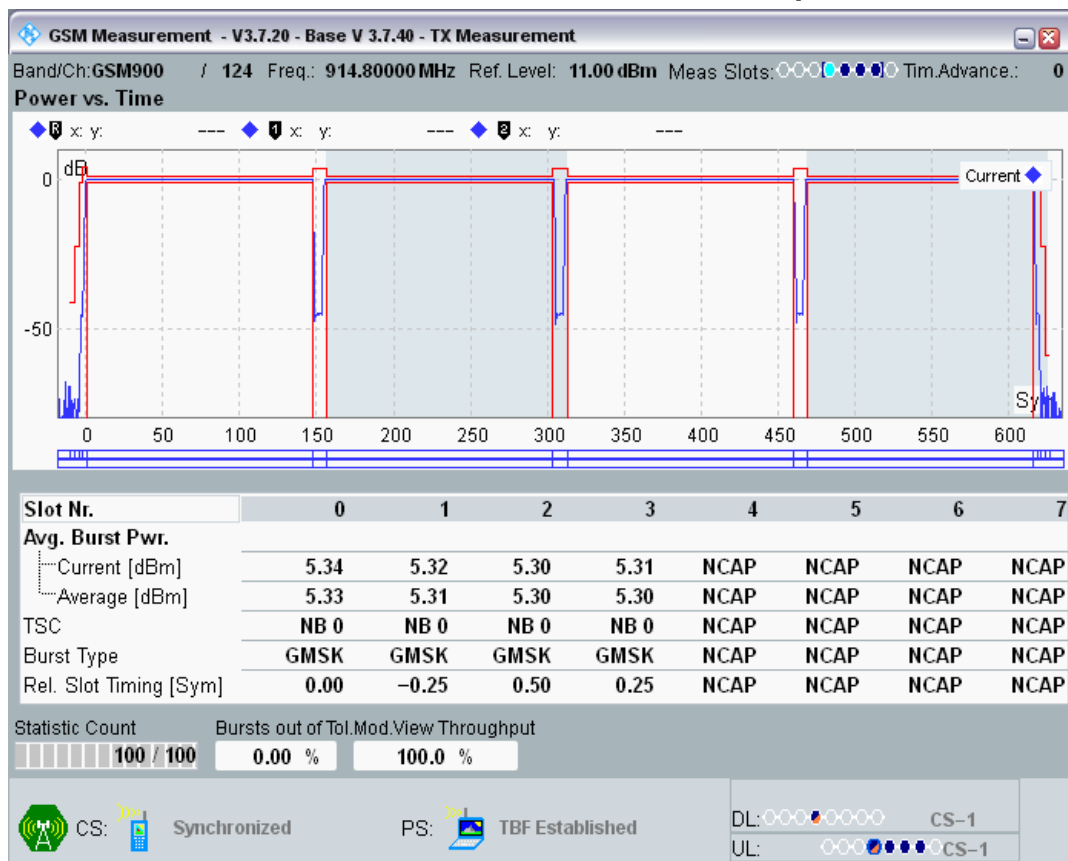 GSM Measurement - V3.7.20 - Base V 3.7.40 - TX Measurement
Band/Ch:GSM900 / 124 Freq.: 914.80000 MHz Ref. Level: 11.00 dBm Meas Slots: Tim.Advance.: 0
Power vs. Time
R x: y: --- 1 x: y: --- 2 x: y: ---
dB
Current
0
-50
Sy
0 50 100 150 200 250 300 350 400 450 500 550 600
Slot Nr. 0 1 2 3 4 5 6 7
Avg. Burst Pwr.
Current [dBm] 5.34 5.32 5.30 5.31 NCAP NCAP NCAP NCAP
Average [dBm] 5.33 5.31 5.30 5.30 NCAP NCAP NCAP NCAP
TSC NB 0 NB 0 NB 0 NB 0 NCAP NCAP NCAP NCAP
Burst Type GMSK GMSK GMSK GMSK NCAP NCAP NCAP NCAP
Rel. Slot Timing [Sym] 0.00 −0.25 0.50 0.25 NCAP NCAP NCAP NCAP
Statistic Count Bursts out of Tol.Mod.View Throughput
100 / 100 0.00 % 100.0 %
CS: Synchronized PS: TBF Established DL: CS−1
UL: CS−1